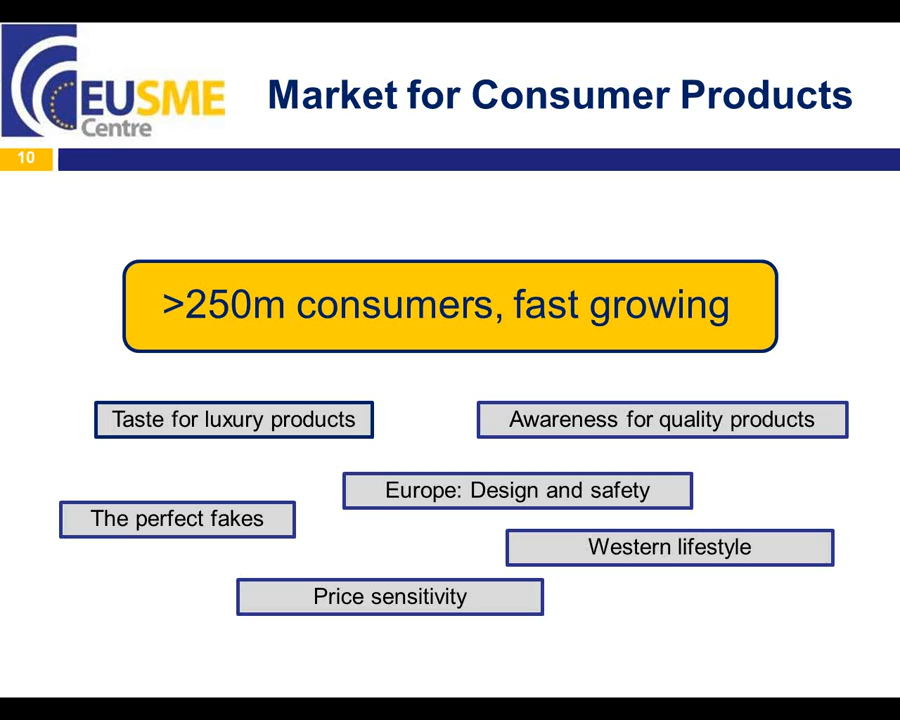 EUSME
Centre
Market for Consumer Products
10
>250m consumers, fast growing
Taste for luxury products
Awareness for quality products
Europe: Design and safety
The perfect fakes
Western lifestyle
Price sensitivity